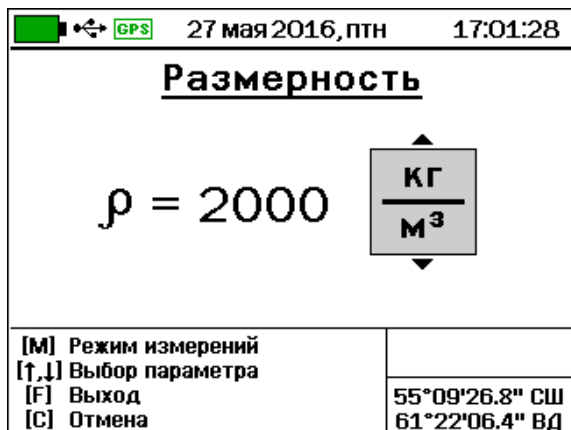 GPS 27 мая 2016, птн 17:01:28
Размерность
ρ = 2000 кг/м³
[M] Режим измерений
[↑,↓] Выбор параметра
[F] Выход
[C] Отмена
55°09'26.8" СШ
61°22'06.4" ВД